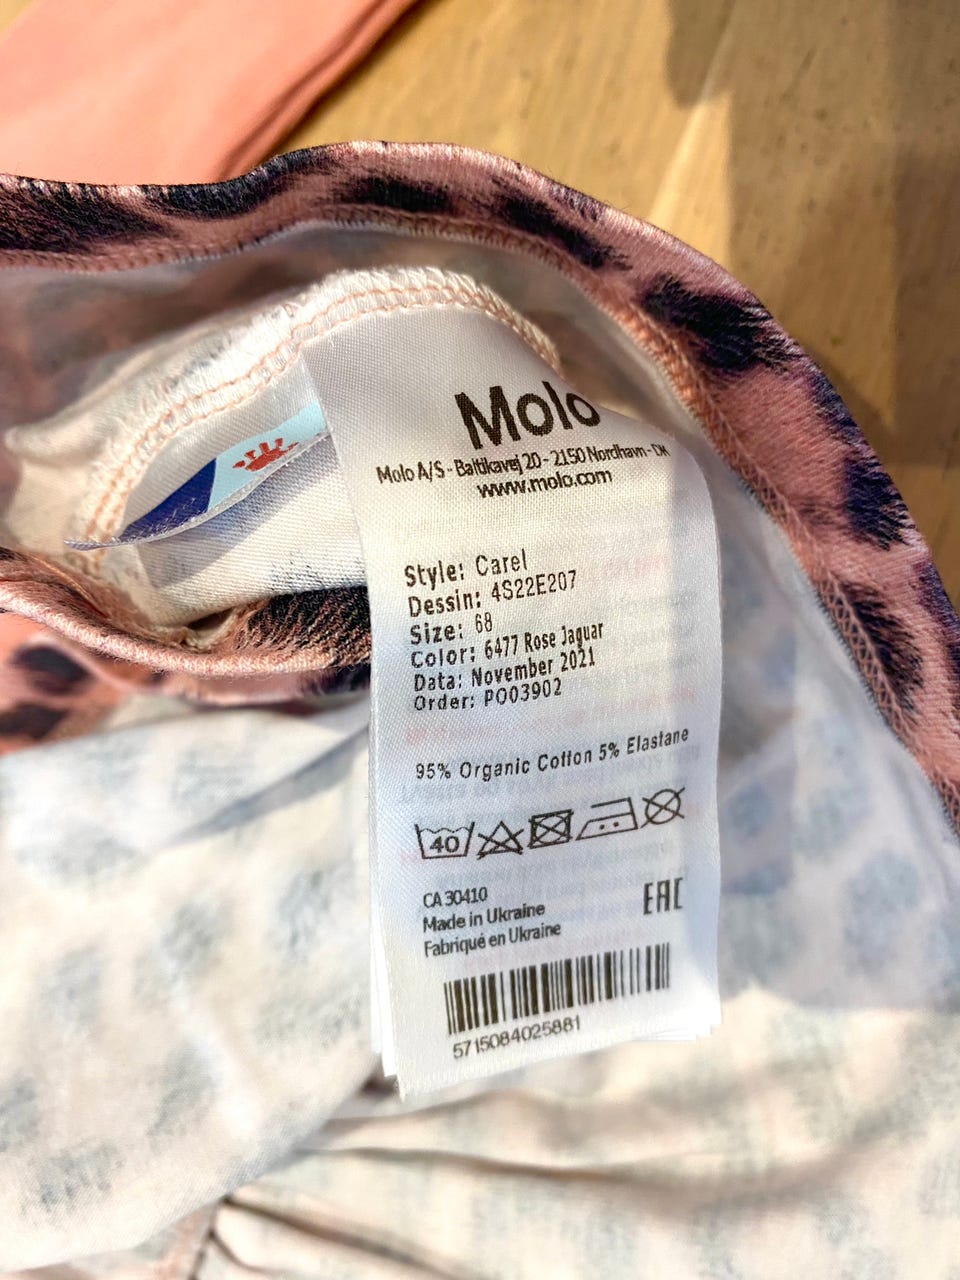 Molo
Molo A/S - Baltikavej 20 - 2150 Nordhavn - DK
www.molo.com
Style: Carel
Dessin: 4S22E207
Size: 68
Color: 6477 Rose Jaguar
Data: November 2021
Order: PO03902
95% Organic Cotton 5% Elastane
40
CA 30410
Made in Ukraine
Fabriqué en Ukraine
EAC
5715084025881